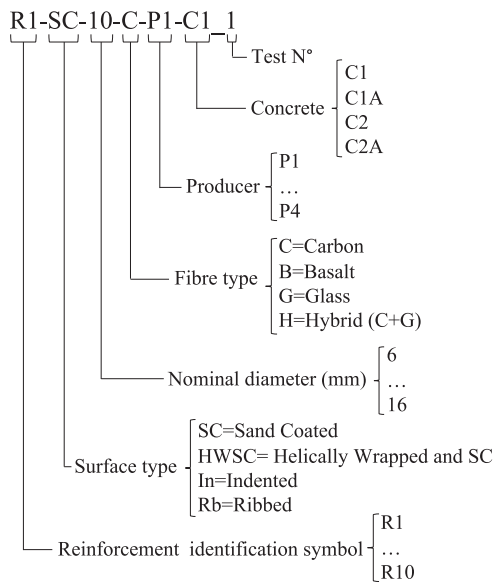 R1-SC-10-C-P1-C1_1
Test N°
Concrete
C1
C1A
C2
C2A
Producer
P1
...
P4
Fibre type
C=Carbon
B=Basalt
G=Glass
H=Hybrid (C+G)
Nominal diameter (mm)
6
...
16
Surface type
SC=Sand Coated
HWSC= Helically Wrapped and SC
In=Indented
Rb=Ribbed
Reinforcement identification symbol
R1
...
R10